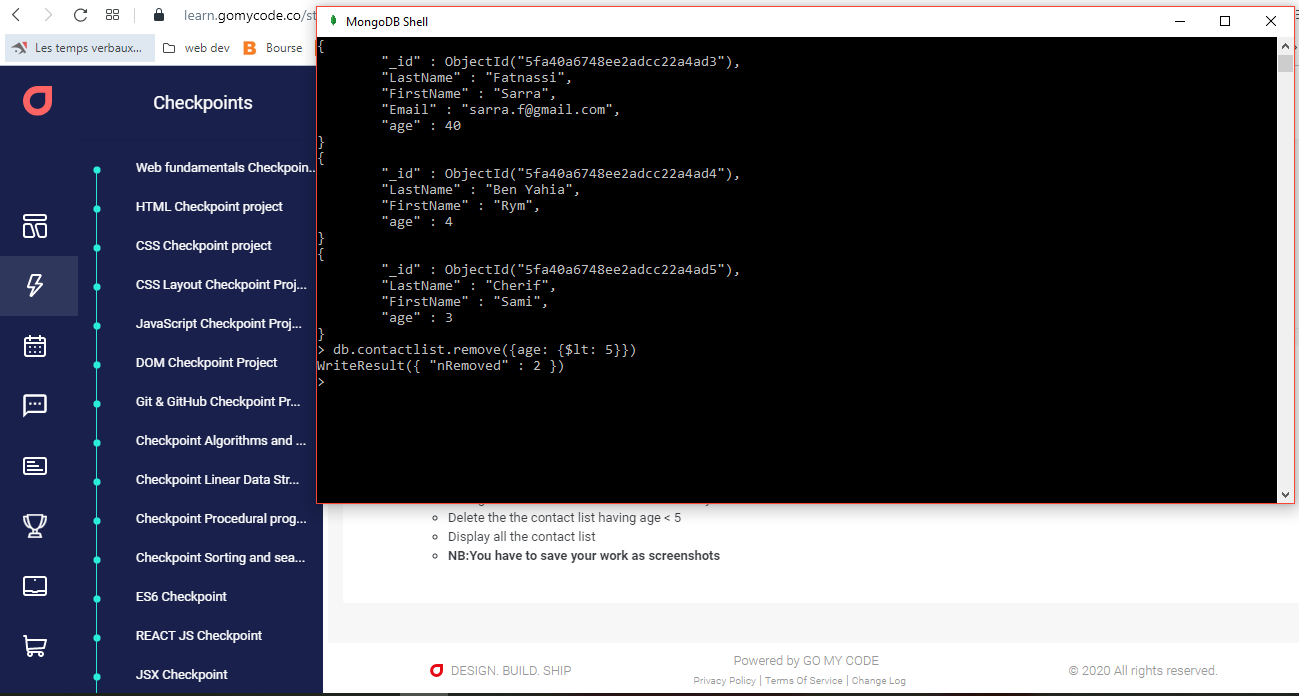 learn.gomycode.co/st
Les temps verbaux...
web dev
Bourse
Checkpoints
Web fundamentals Checkpoin...
HTML Checkpoint project
CSS Checkpoint project
CSS Layout Checkpoint Proj...
JavaScript Checkpoint Proj...
DOM Checkpoint Project
Git & GitHub Checkpoint Pr...
Checkpoint Algorithms and ...
Checkpoint Linear Data Str...
Checkpoint Procedural prog...
Checkpoint Sorting and sea...
ES6 Checkpoint
REACT JS Checkpoint
JSX Checkpoint
MongoDB Shell
{
"_id" : ObjectId("5fa40a6748ee2adcc22a4ad3"),
"LastName" : "Fatnassi",
"FirstName" : "Sarra",
"Email" : "sarra.f@gmail.com",
"age" : 40
}
{
"_id" : ObjectId("5fa40a6748ee2adcc22a4ad4"),
"LastName" : "Ben Yahia",
"FirstName" : "Rym",
"age" : 4
}
{
"_id" : ObjectId("5fa40a6748ee2adcc22a4ad5"),
"LastName" : "Cherif",
"FirstName" : "Sami",
"age" : 3
}
> db.contactlist.remove({age: {$lt: 5}})
WriteResult({ "nRemoved" : 2 })
>
Delete the the contact list having age < 5
Display all the contact list
NB:You have to save your work as screenshots
DESIGN. BUILD. SHIP
Powered by GO MY CODE
Privacy Policy | Terms Of Service | Change Log
© 2020 All rights reserved.